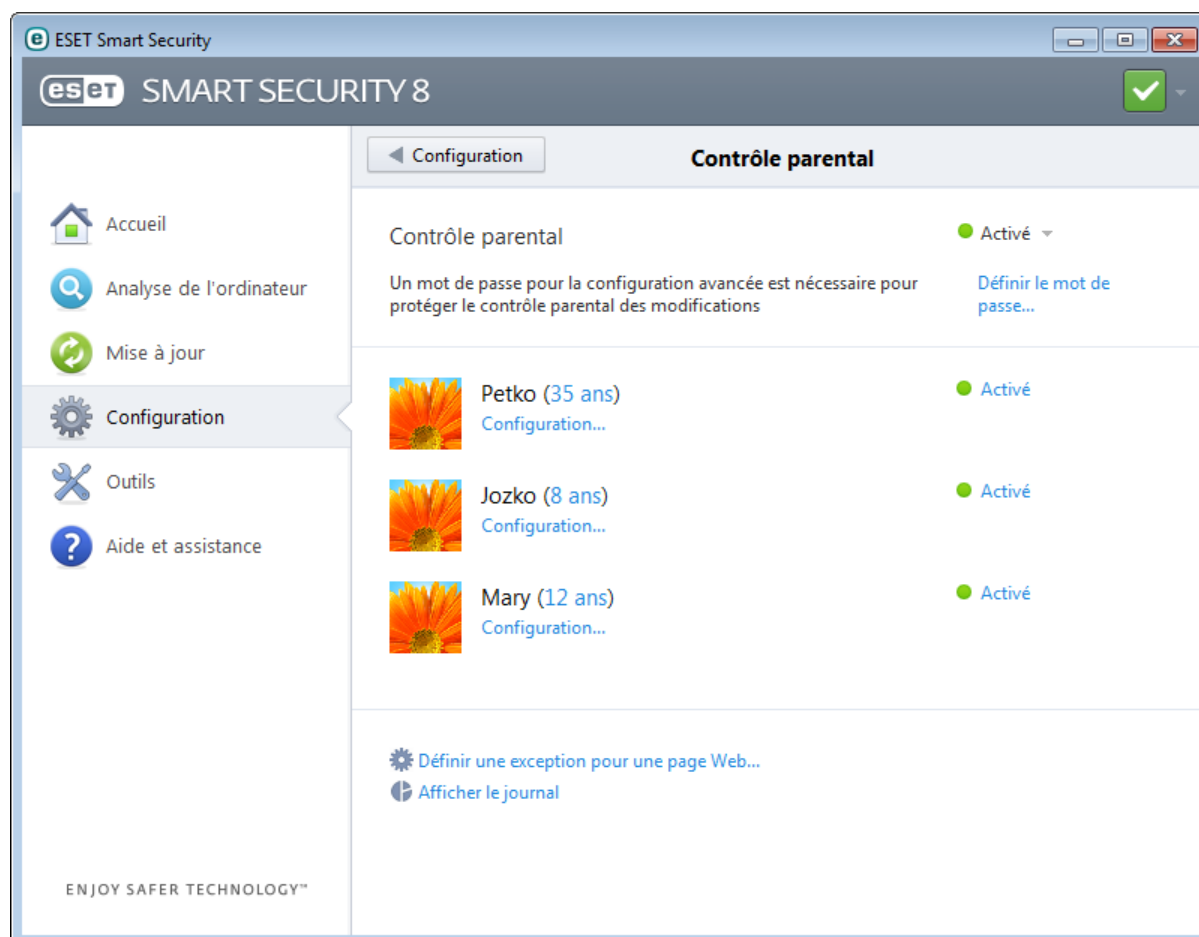 ESET Smart Security
eset SMART SECURITY 8
Configuration
Contrôle parental
Accueil
Analyse de l'ordinateur
Mise à jour
Configuration
Outils
Aide et assistance
ENJOY SAFER TECHNOLOGY™
Contrôle parental
Activé
Un mot de passe pour la configuration avancée est nécessaire pour
protéger le contrôle parental des modifications
Définir le mot de
passe...
Petko (35 ans)
Activé
Configuration...
Jozko (8 ans)
Activé
Configuration...
Mary (12 ans)
Activé
Configuration...
Définir une exception pour une page Web...
Afficher le journal